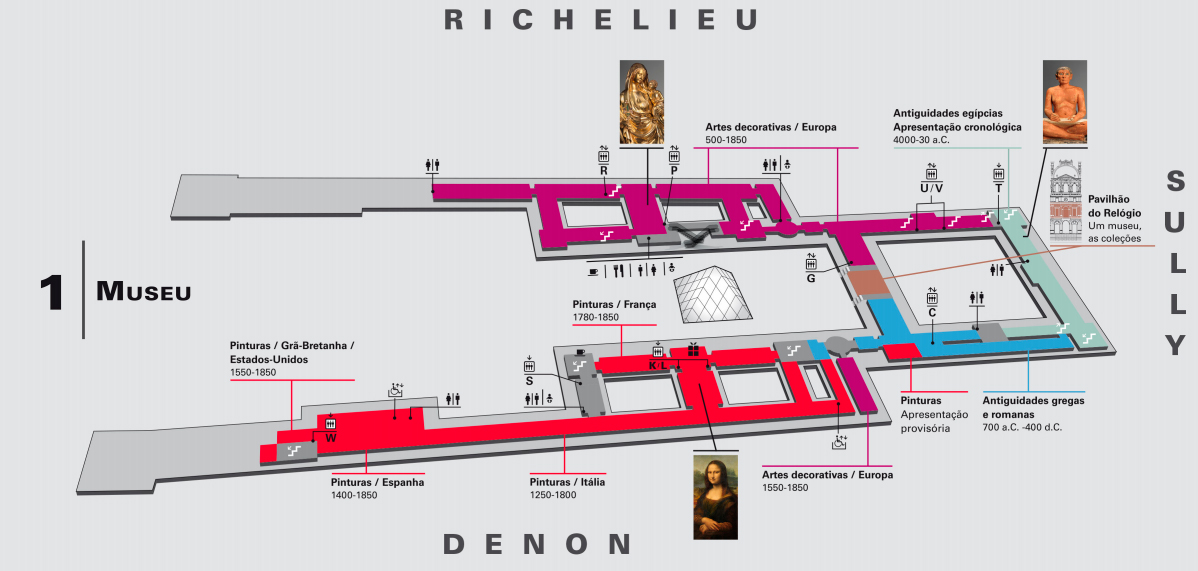 RICHELIEU
Artes decorativas / Europa
500-1850
Antiguidades egípcias
Apresentação cronológica
4000-30 a.C.
R
P
U/V
T
SULLY
Pavilhão
do Relógio
Um museu,
as coleções
G
1 MUSEU
C
Pinturas / França
1780-1850
Pinturas / Grã-Bretanha /
Estados-Unidos
1550-1850
K/L
S
W
Pinturas
Apresentação
provisória
Antiguidades gregas
e romanas
700 a.C. -400 d.C.
Pinturas / Espanha
1400-1850
Pinturas / Itália
1250-1800
Artes decorativas / Europa
1550-1850
DENON